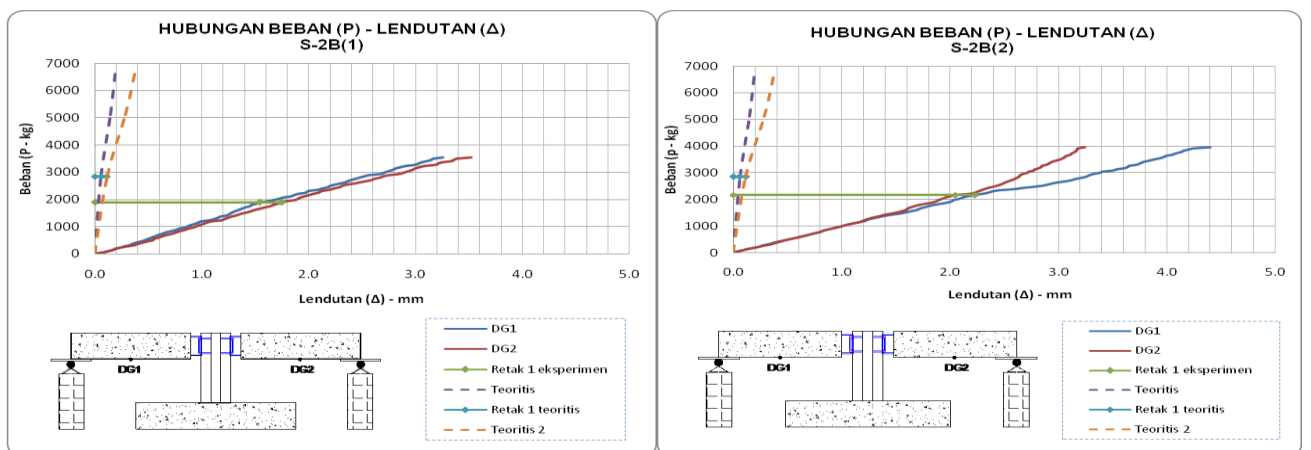 HUBUNGAN BEBAN (P) - LENDUTAN (Δ)
S-2B(1)
Beban (P - kg)
7000
6000
5000
4000
3000
2000
1000
0
0.0 1.0 2.0 3.0 4.0 5.0
Lendutan (Δ) - mm
DG1 DG2
DG1
DG2
Retak 1 eksperimen
Teoritis
Retak 1 teoritis
Teoritis 2
HUBUNGAN BEBAN (P) - LENDUTAN (Δ)
S-2B(2)
Beban (p - kg)
7000
6000
5000
4000
3000
2000
1000
0
0.0 1.0 2.0 3.0 4.0 5.0
Lendutan (Δ) - mm
DG1 DG2
DG1
DG2
Retak 1 eksperimen
Teoritis
Retak 1 teoritis
Teoritis 2